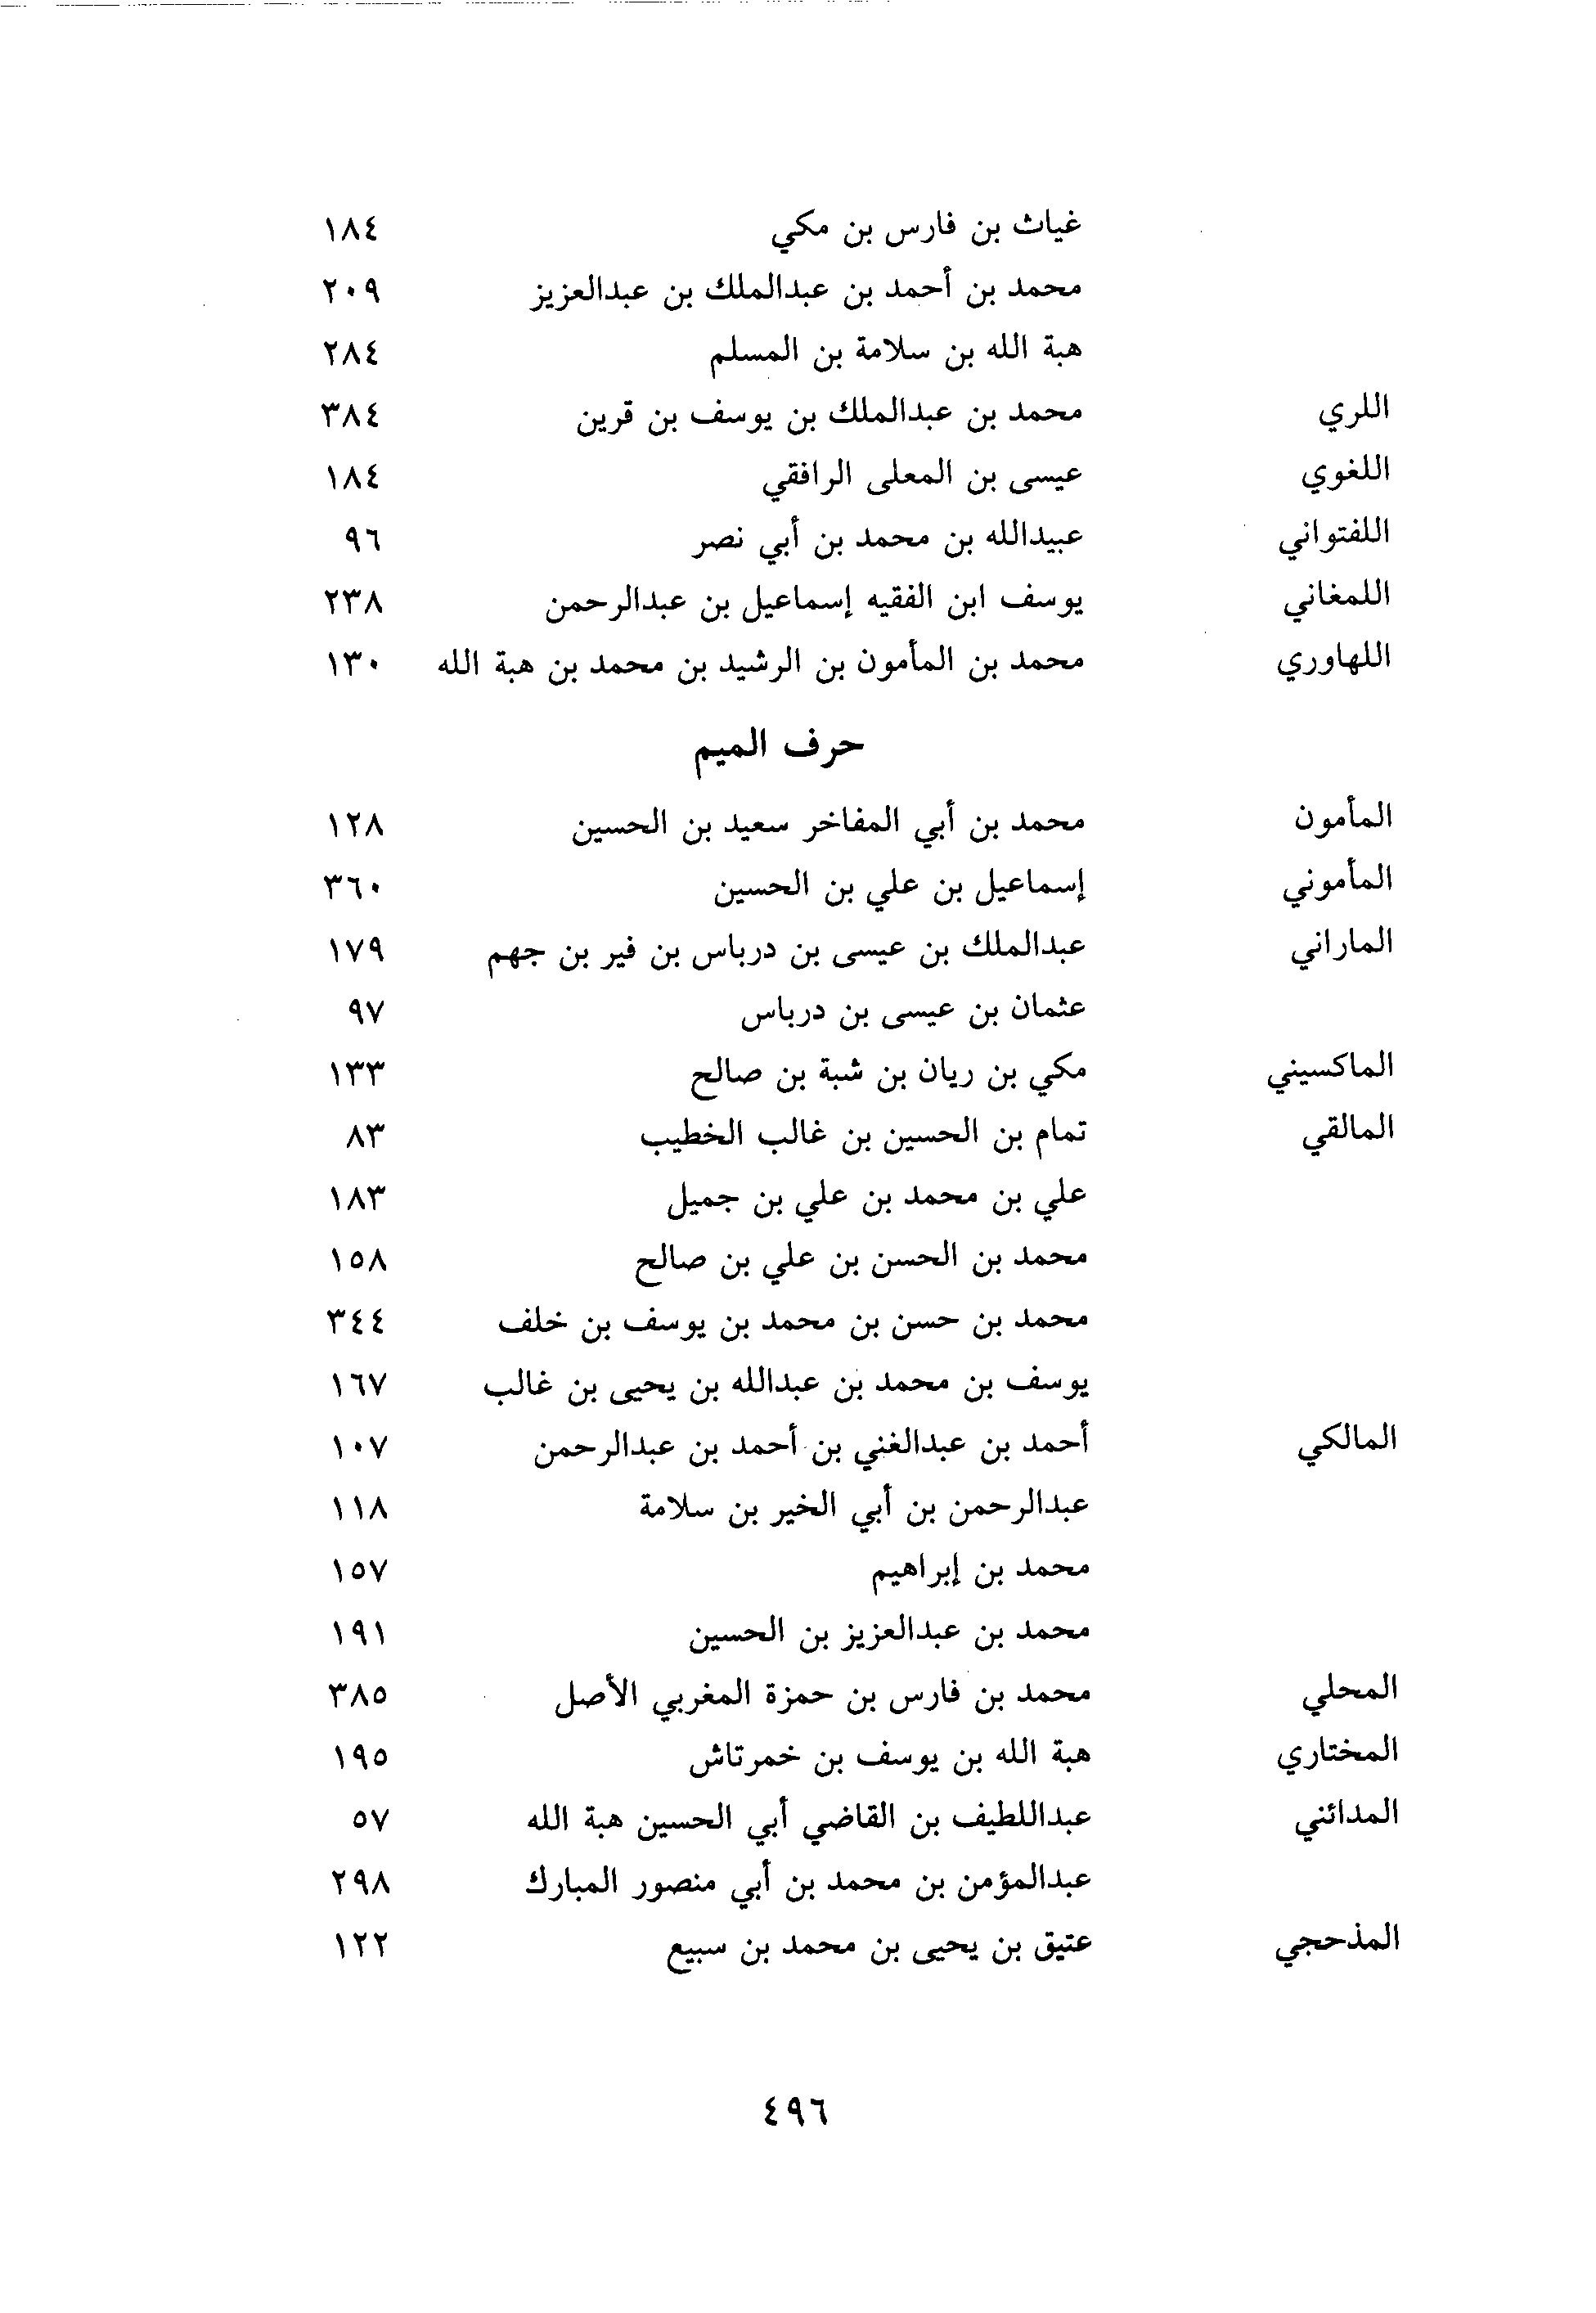 غياث بن فارس بن مكي ١٨٤
محمد بن أحمد بن عبدالملك بن عبدالعزيز ٢٠٩
هبة الله بن سلامة بن المسلم ٢٨٤
اللري محمد بن عبدالملك بن يوسف بن قرين ٣٨٤
اللغوي عيسى بن المعلى الرافقي ١٨٤
اللفتواني عبيدالله بن محمد بن أبي نصر ٩٦
اللمغاني يوسف ابن الفقيه إسماعيل بن عبدالرحمن ٢٣٨
اللهاوري محمد بن المأمون بن الرشيد بن محمد بن هبة الله ١٣٠
حرف الميم
المأمون محمد بن أبي المفاخر سعيد بن الحسين ١٢٨
المأموني إسماعيل بن علي بن الحسين ٣٦٠
الماراني عبدالملك بن عيسى بن درباس بن فير بن جهم ١٧٩
عثمان بن عيسى بن درباس ٩٧
الماكسيني مكي بن ريان بن شبة بن صالح ١٣٣
المالقي تمام بن الحسين بن غالب الخطيب ٨٣
علي بن محمد بن علي بن جميل ١٨٣
محمد بن الحسن بن علي بن صالح ١٥٨
محمد بن حسن بن محمد بن يوسف بن خلف ٣٤٤
يوسف بن محمد بن عبدالله بن يحيى بن غالب ١٦٧
المالكي أحمد بن عبدالغني بن أحمد بن عبدالرحمن ١٠٧
عبدالرحمن بن أبي الخير بن سلامة ١١٨
محمد بن إبراهيم ١٥٧
محمد بن عبدالعزيز بن الحسين ١٩١
المحلي محمد بن فارس بن حمزة المغربي الأصل ٣٨٥
المختاري هبة الله بن يوسف بن خمرتاش ١٩٥
المدائني عبداللطيف بن القاضي أبي الحسين هبة الله ٥٧
عبدالمؤمن بن محمد بن أبي منصور المبارك ٢٩٨
المذحجي عتيق بن يحيى بن محمد بن سبيع ١٢٢
٤٩٦